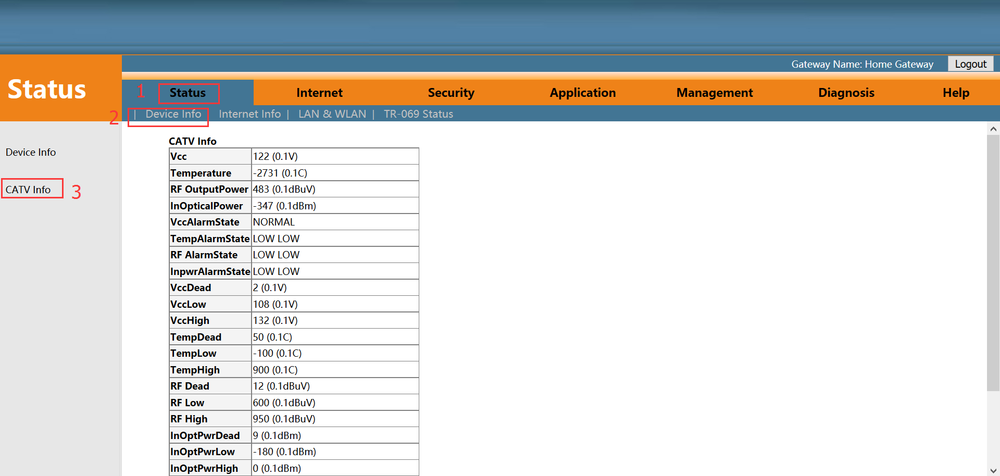 Gateway Name: Home Gateway Logout
Status
1 Status Internet Security Application Management Diagnosis Help
2 | Device Info Internet Info | LAN & WLAN | TR-069 Status
Device Info
CATV Info 3
CATV Info
Vcc 122 (0.1V)
Temperature -2731 (0.1C)
RF OutputPower 483 (0.1dBuV)
InOpticalPower -347 (0.1dBm)
VccAlarmState NORMAL
TempAlarmState LOW LOW
RF AlarmState LOW LOW
InpwrAlarmState LOW LOW
VccDead 2 (0.1V)
VccLow 108 (0.1V)
VccHigh 132 (0.1V)
TempDead 50 (0.1C)
TempLow -100 (0.1C)
TempHigh 900 (0.1C)
RF Dead 12 (0.1dBuV)
RF Low 600 (0.1dBuV)
RF High 950 (0.1dBuV)
InOptPwrDead 9 (0.1dBm)
InOptPwrLow -180 (0.1dBm)
InOptPwrHigh 0 (0.1dBm)